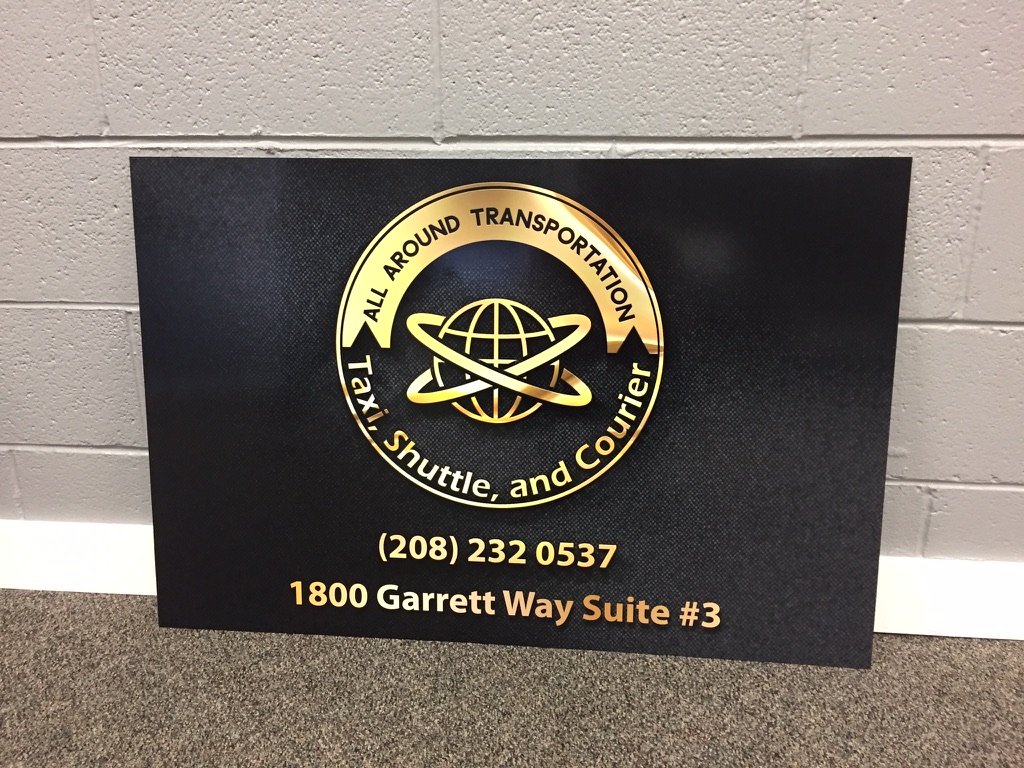 ALL AROUND TRANSPORTATION
Taxi, Shuttle, and Courier
(208) 232 0537
1800 Garrett Way Suite #3